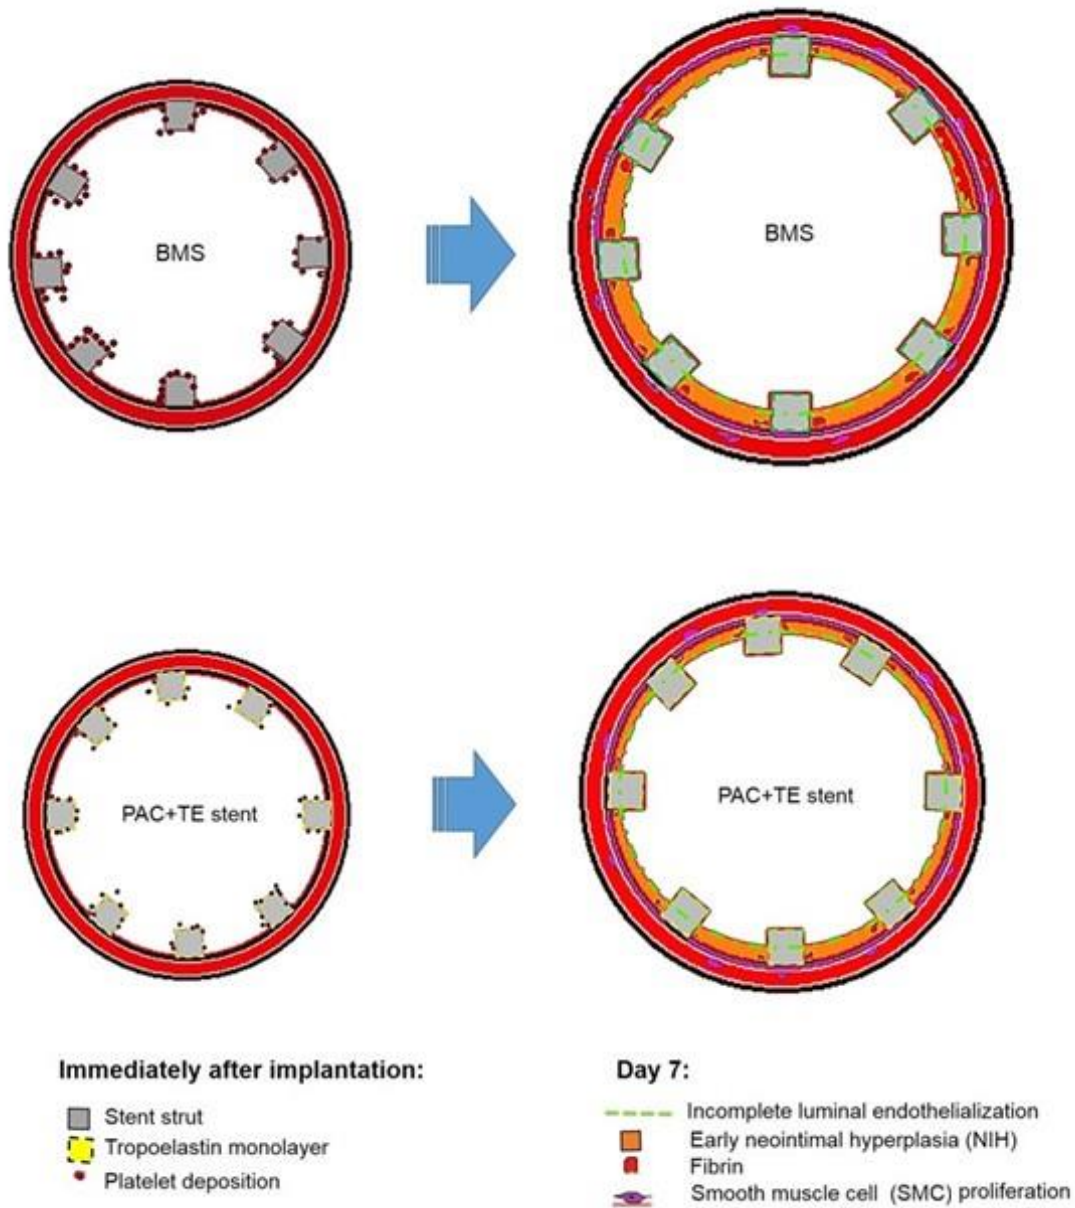 BMS
BMS
PAC+TE stent
PAC+TE stent
Immediately after implantation:
Stent strut
Tropoelastin monolayer
Platelet deposition
Day 7:
Incomplete luminal endothelialization
Early neointimal hyperplasia (NIH)
Fibrin
Smooth muscle cell (SMC) proliferation